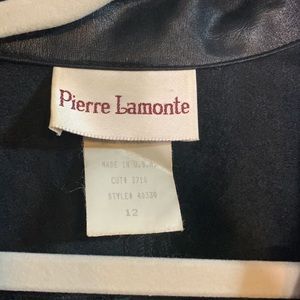 Pierre Lamonte
MADE IN U.S.A.
CUT# 3716
STYLE# 40330
12